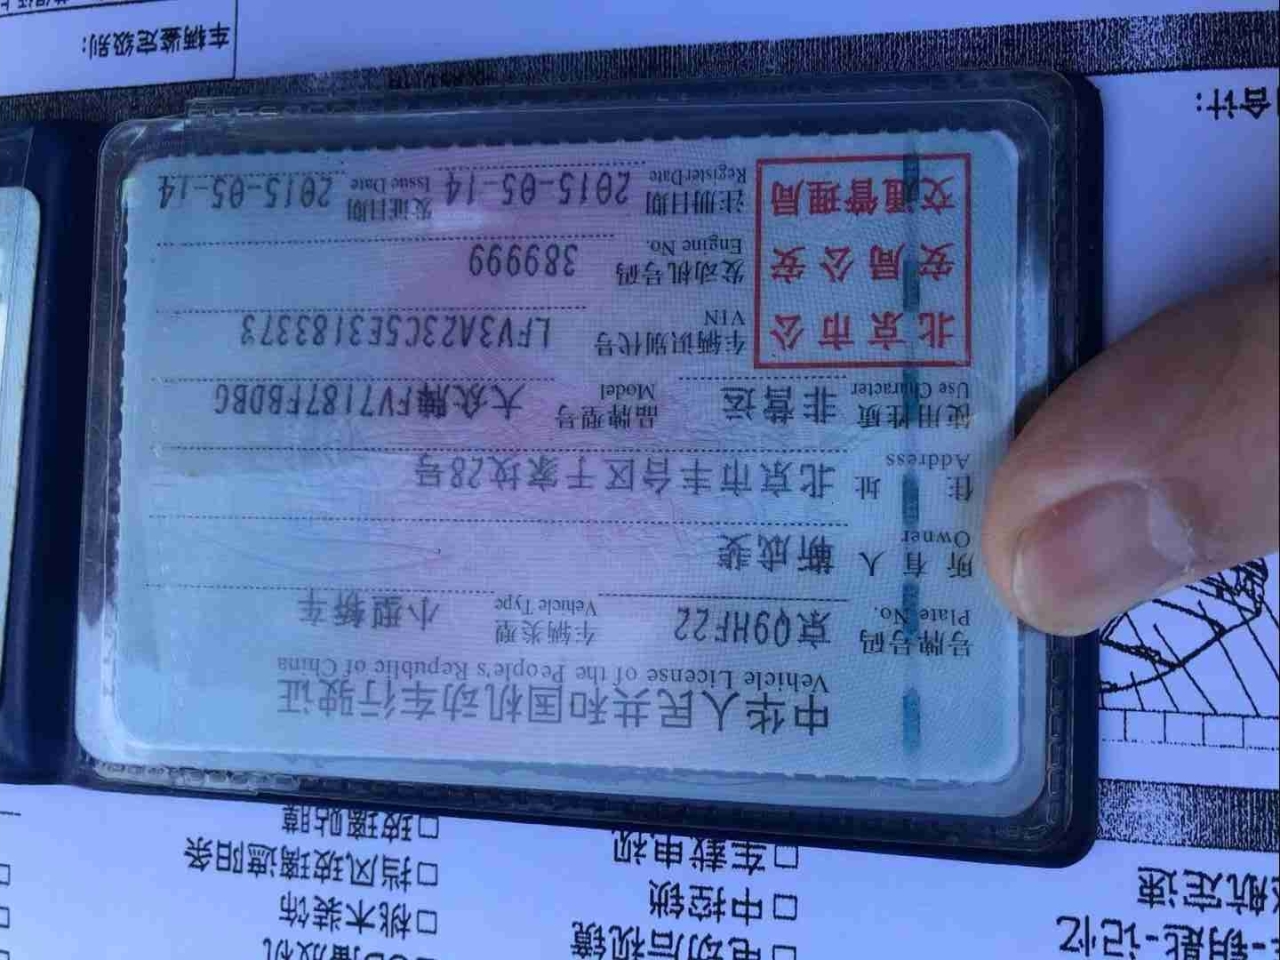 中华人民共和国机动车行驶证
Vehicle License of the People's Republic of China
号牌号码 京Q9HF22 车辆类型 小型轿车
Plate No. Vehicle Type
所有人 靳成斐
Owner
住址 北京市丰台区于家坟28号
Address
使用性质 非营运 品牌型号 大众牌FV7187FBDBG
Use Character Model
北京市公
安局公安
交通管理局
车辆识别代号 LFV3A23C5E3183373
VIN
发动机号码 389999
Engine No.
注册日期 2015-05-14 发证日期 2015-05-14
Register Date Issue Date
车辆鉴定级别:
合计:
钥匙-记忆
航定速
□电动后视镜
□中控锁
□车载电视
□桃木装饰
□挡风玻璃遮阳条
□玻璃贴膜